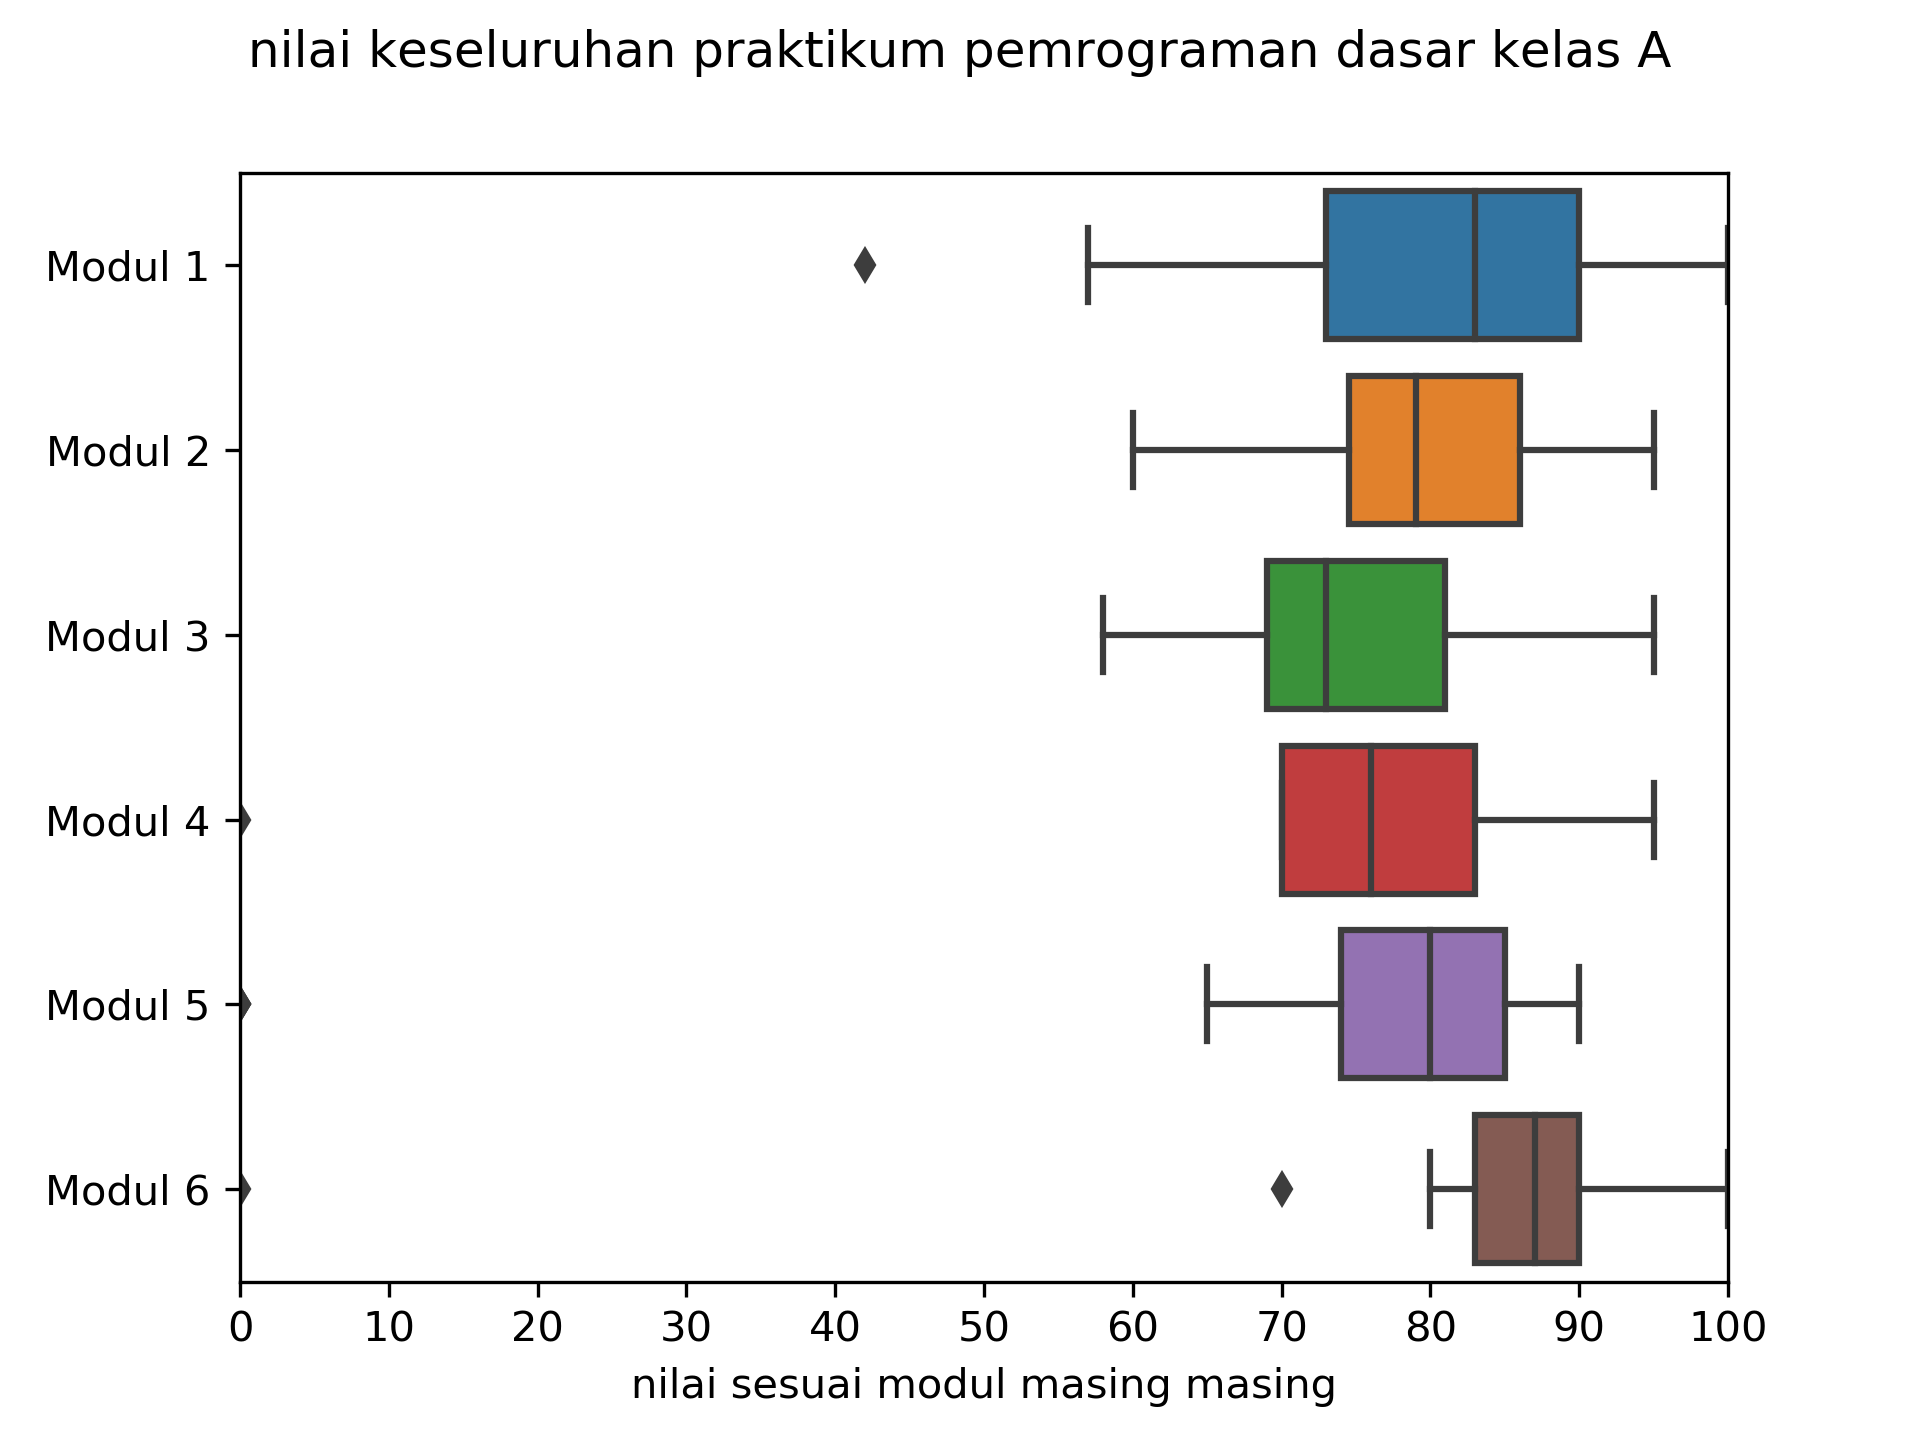 nilai keseluruhan praktikum pemrograman dasar kelas A
Modul 1
Modul 2
Modul 3
Modul 4
Modul 5
Modul 6
0 10 20 30 40 50 60 70 80 90 100
nilai sesuai modul masing masing